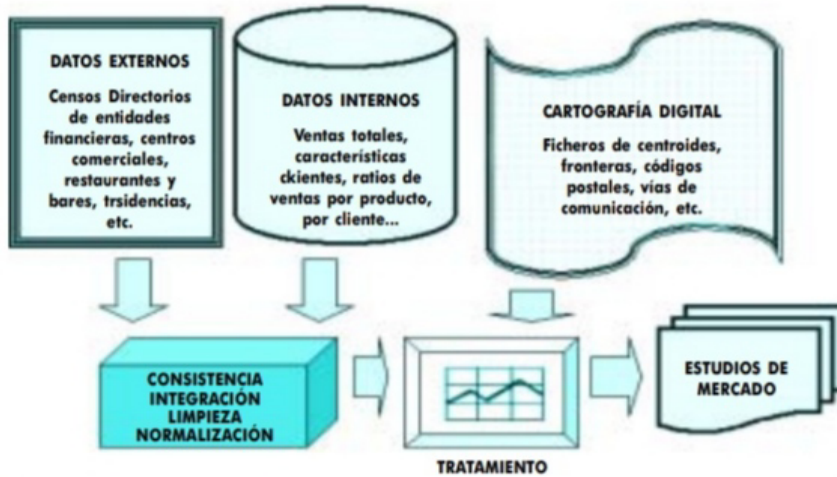 DATOS EXTERNOS
Censos Directorios
de entidades
financieras, centros
comerciales,
restaurantes y
bares, trsidencias,
etc.
DATOS INTERNOS
Ventas totales,
características
ckientes, ratios de
ventas por producto,
por cliente...
CARTOGRAFÍA DIGITAL
Ficheros de centroides,
fronteras, códigos
postales, vías de
comunicación, etc.
CONSISTENCIA
INTEGRACIÓN
LIMPIEZA
NORMALIZACIÓN
TRATAMIENTO
ESTUDIOS DE
MERCADO